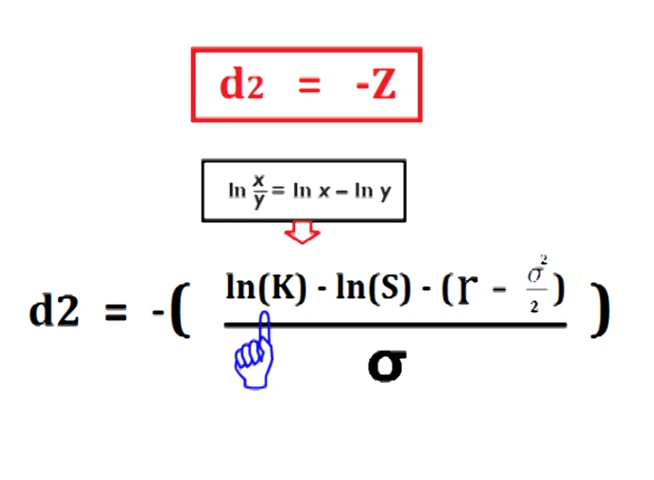 d2 = -Z
ln x/y = ln x – ln y
d2 = -( ln(K) - ln(S) - (r - σ²/2) / σ )